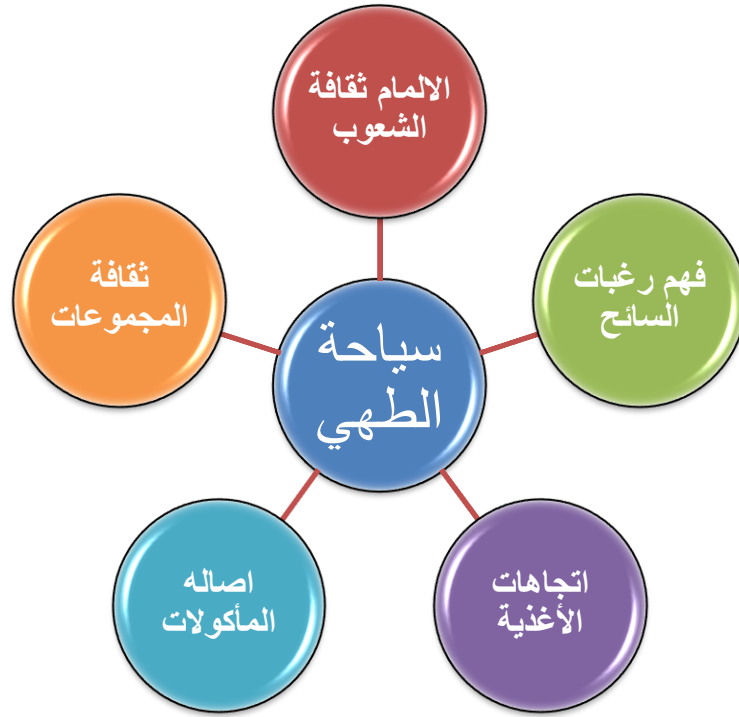 الالمام ثقافة
الشعوب
فهم رغبات
السائح
ثقافة
المجموعات
سياحة
الطهي
اصاله
المأكولات
اتجاهات
الأغذية